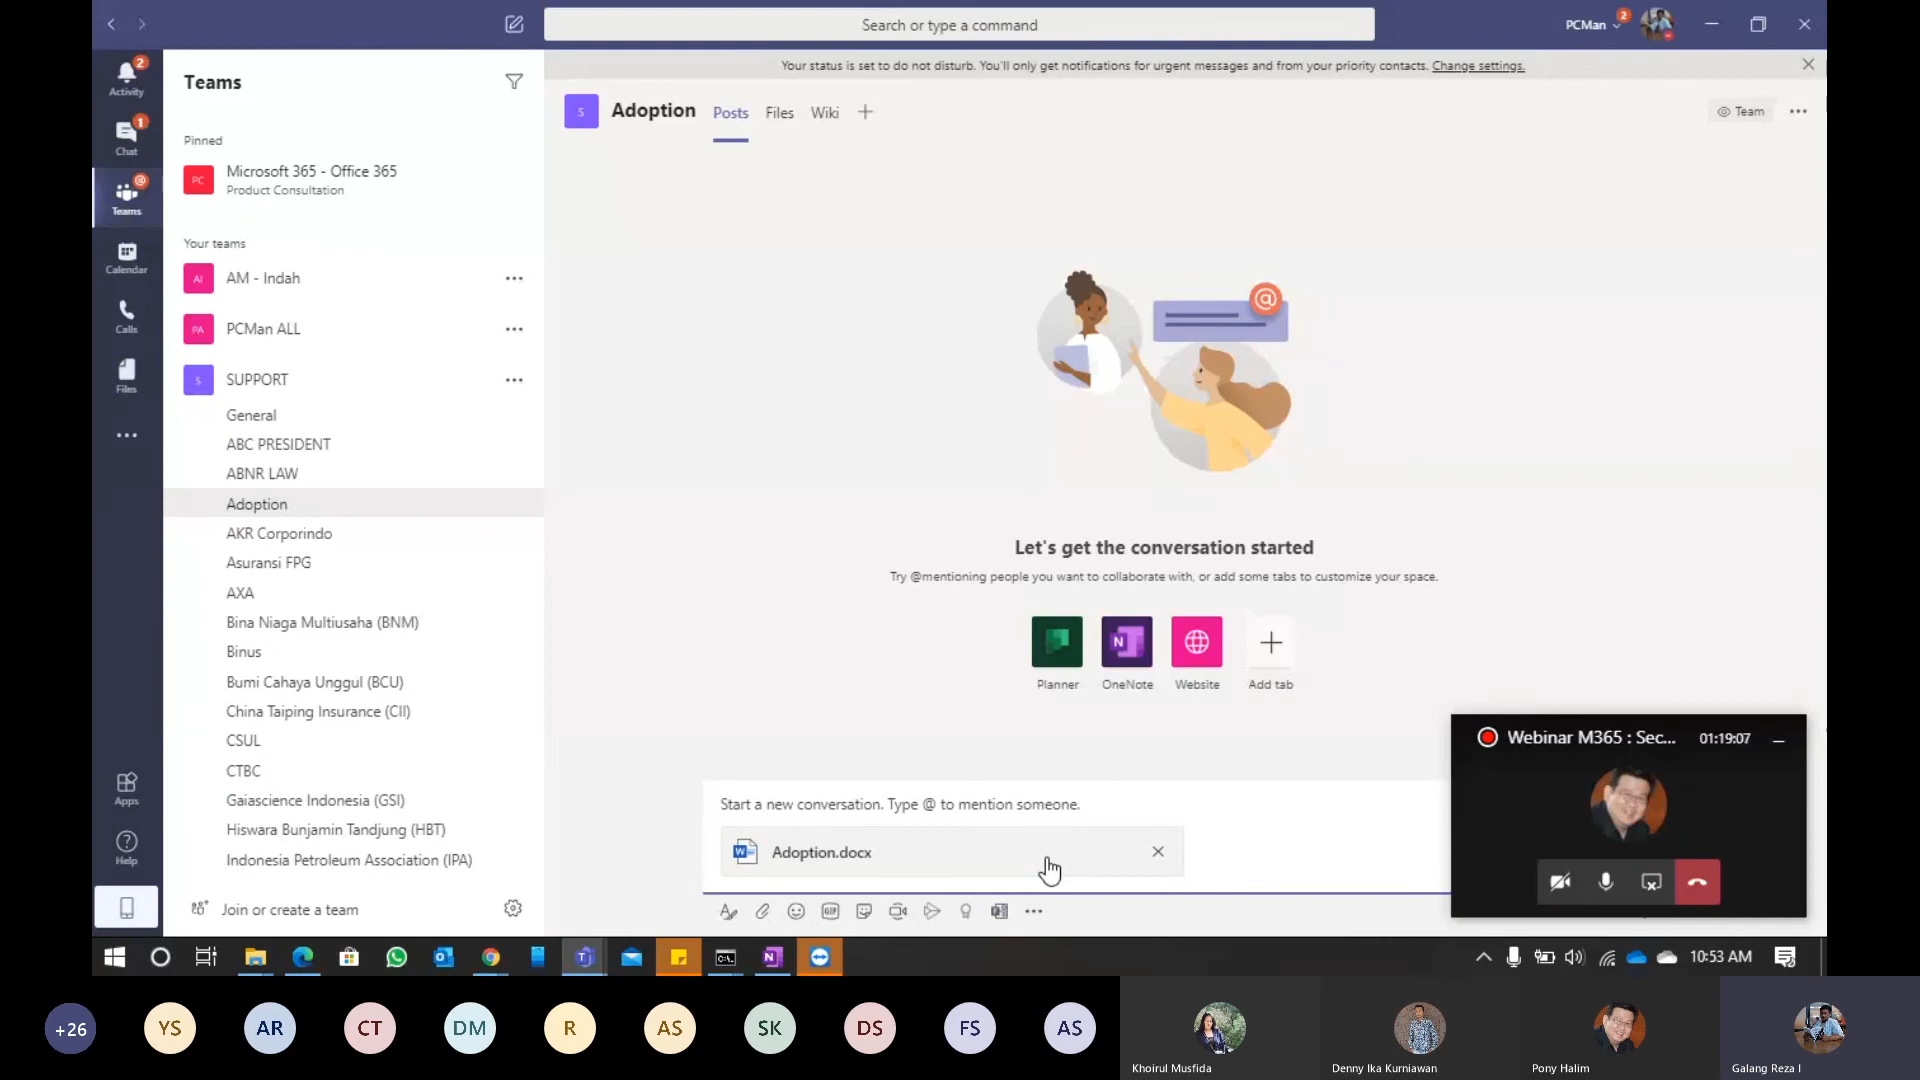 Search or type a command
PCMan
2
Your status is set to do not disturb. You'll only get notifications for urgent messages and from your priority contacts. Change settings.
2
Activity
1
Chat
@
Teams
Calendar
Calls
Files
Apps
Help
Teams
Pinned
PC
Microsoft 365 - Office 365
Product Consultation
Your teams
AI
AM - Indah
PA
PCMan ALL
S
SUPPORT
General
ABC PRESIDENT
ABNR LAW
Adoption
AKR Corporindo
Asuransi FPG
AXA
Bina Niaga Multiusaha (BNM)
Binus
Bumi Cahaya Unggul (BCU)
China Taiping Insurance (CII)
CSUL
CTBC
Gaiascience Indonesia (GSI)
Hiswara Bunjamin Tandjung (HBT)
Indonesia Petroleum Association (IPA)
Join or create a team
S
Adoption Posts Files Wiki
Team
@
Let's get the conversation started
Try @mentioning people you want to collaborate with, or add some tabs to customize your space.
N
Planner OneNote Website Add tab
Start a new conversation. Type @ to mention someone.
W
Adoption.docx
GIF
Webinar M365 : Sec... 01:19:07
10:53 AM
+26 YS AR CT DM R AS SK DS FS AS
Khoirul Musfida
Denny Ika Kurniawan
Pony Halim
Galang Reza I